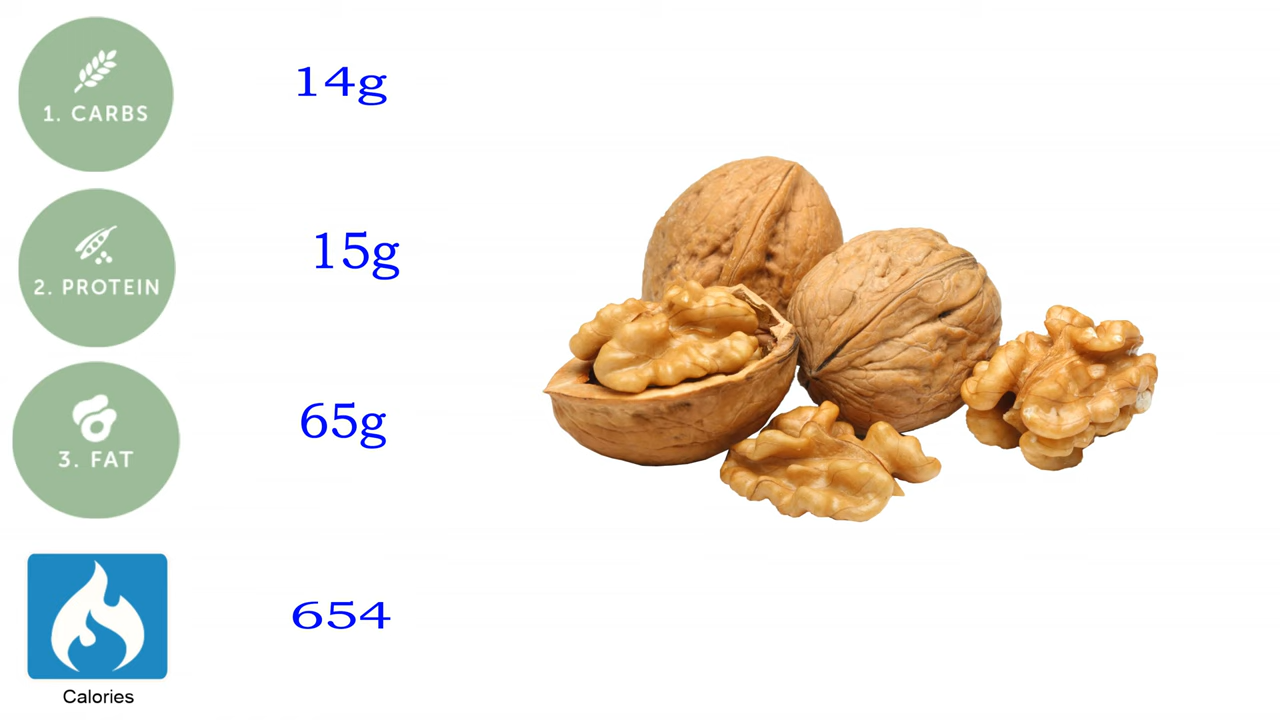 1. CARBS
14g
2. PROTEIN
15g
3. FAT
65g
654
Calories